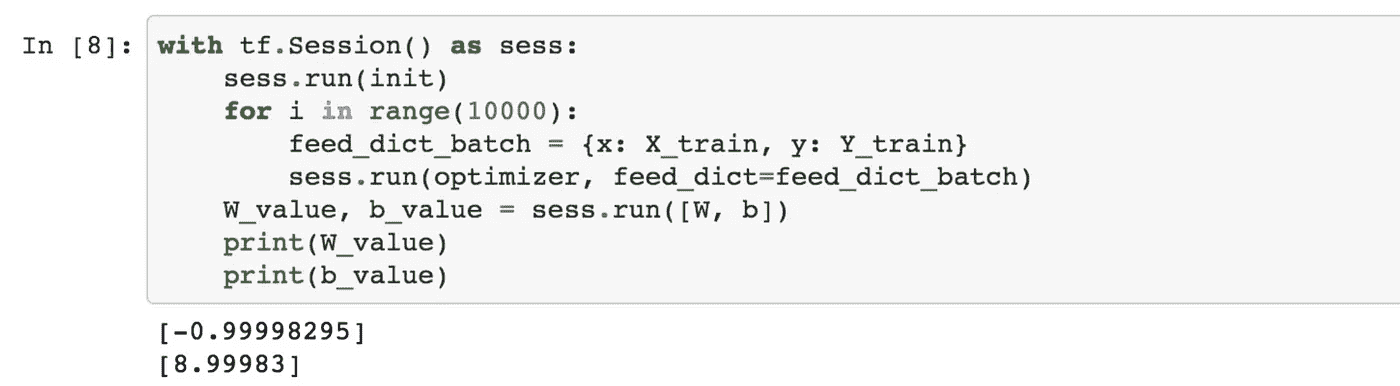 In [8]: with tf.Session() as sess:
    sess.run(init)
    for i in range(10000):
        feed_dict_batch = {x: X_train, y: Y_train}
        sess.run(optimizer, feed_dict=feed_dict_batch)
    W_value, b_value = sess.run([W, b])
    print(W_value)
    print(b_value)
[-0.99998295]
[8.99983]